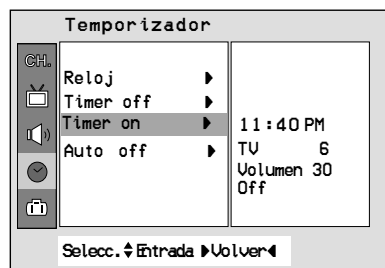 Temporizador
CH.
Reloj ▶
Timer off ▶
Timer on ▶
Auto off ▶
11:40 PM
TV 6
Volumen 30
Off
Selecc.▲▼Entrada ▶Volver◀